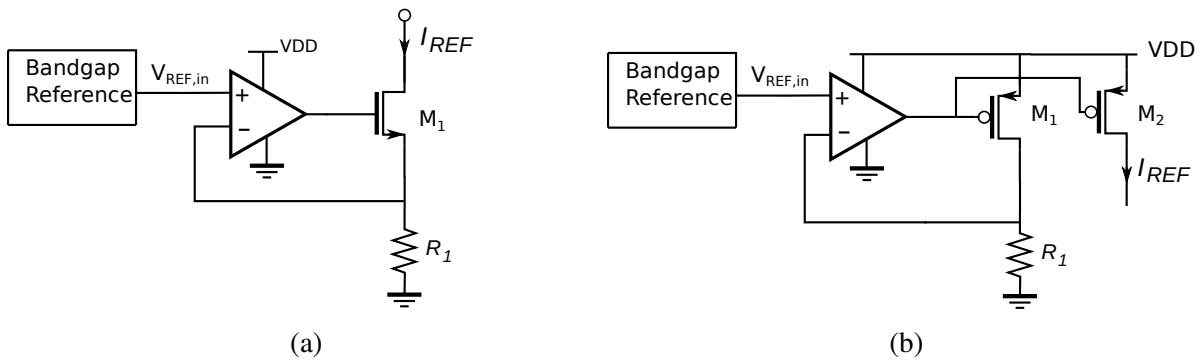 VDD
I_REF
Bandgap
Reference
V_REF,in
+
−
M_1
R_1
(a)
VDD
Bandgap
Reference
V_REF,in
+
−
M_1
M_2
I_REF
R_1
(b)